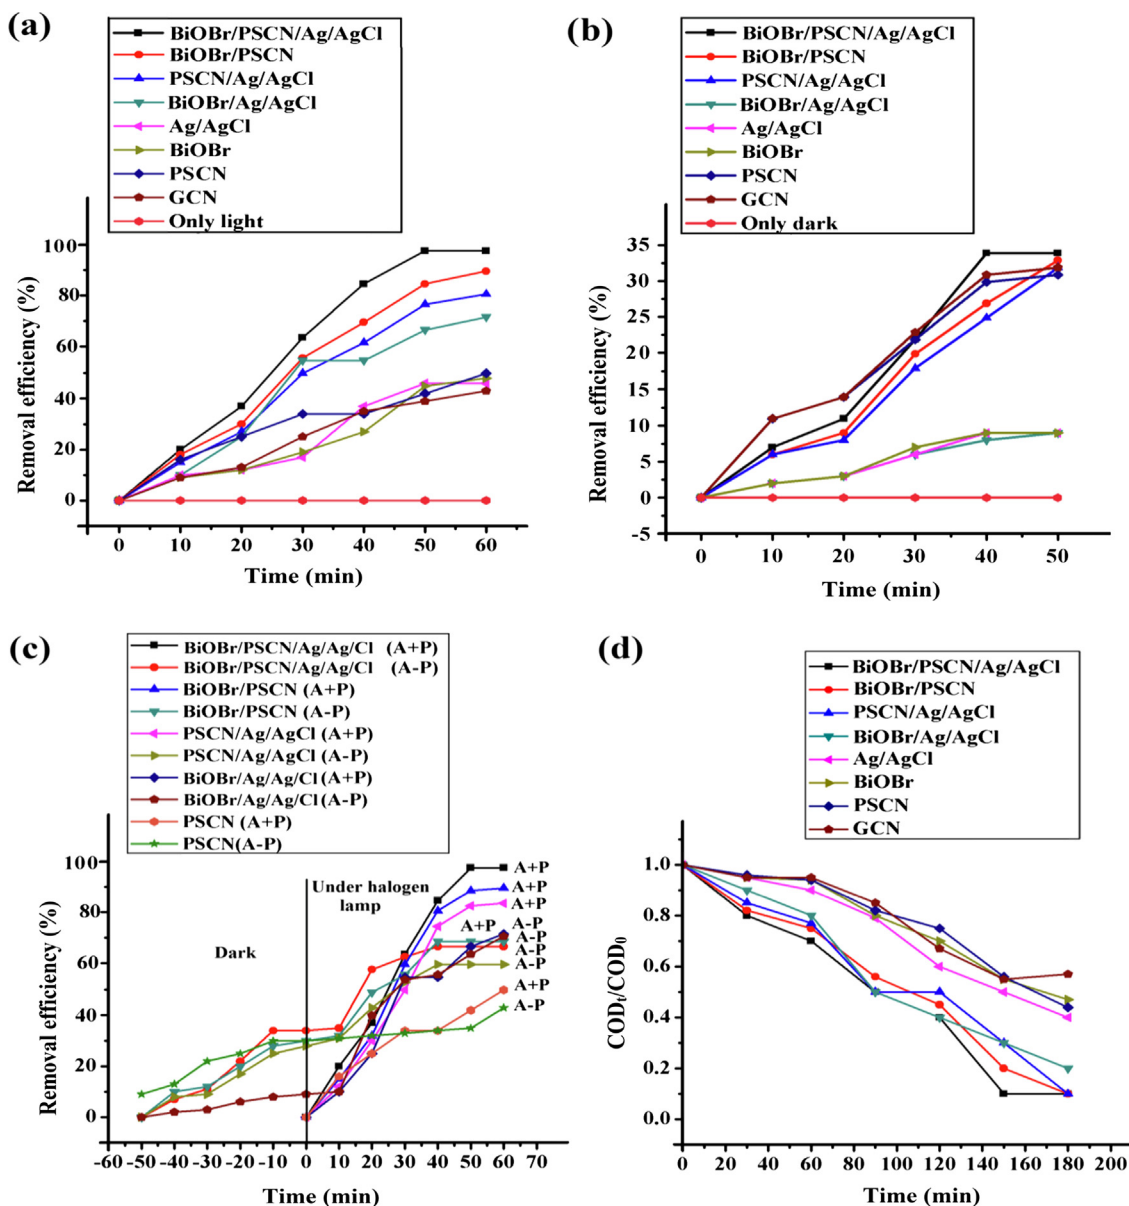 (a)
BiOBr/PSCN/Ag/AgCl
BiOBr/PSCN
PSCN/Ag/AgCl
BiOBr/Ag/AgCl
Ag/AgCl
BiOBr
PSCN
GCN
Only light
100
80
60
40
20
0
Removal efficiency (%)
0 10 20 30 40 50 60
Time (min)
(b)
BiOBr/PSCN/Ag/AgCl
BiOBr/PSCN
PSCN/Ag/AgCl
BiOBr/Ag/AgCl
Ag/AgCl
BiOBr
PSCN
GCN
Only dark
35
30
25
20
15
10
5
0
-5
Removal efficiency (%)
0 10 20 30 40 50
Time (min)
(c)
BiOBr/PSCN/Ag/Ag/Cl (A+P)
BiOBr/PSCN/Ag/Ag/Cl (A-P)
BiOBr/PSCN (A+P)
BiOBr/PSCN (A-P)
PSCN/Ag/AgCl (A+P)
PSCN/Ag/AgCl (A-P)
BiOBr/Ag/Ag/Cl (A+P)
BiOBr/Ag/Ag/Cl (A-P)
PSCN (A+P)
PSCN(A-P)
100
80
60
40
20
0
Removal efficiency (%)
Dark
Under halogen
lamp
A+P
A+P
A+P
A+P
A-P
A-P
A-P
A-P
A+P
A-P
-60 -50 -40 -30 -20 -10 0 10 20 30 40 50 60 70
Time (min)
(d)
BiOBr/PSCN/Ag/AgCl
BiOBr/PSCN
PSCN/Ag/AgCl
BiOBr/Ag/AgCl
Ag/AgCl
BiOBr
PSCN
GCN
1.0
0.8
0.6
0.4
0.2
0.0
CODt/COD0
0 20 40 60 80 100 120 140 160 180 200
Time (min)